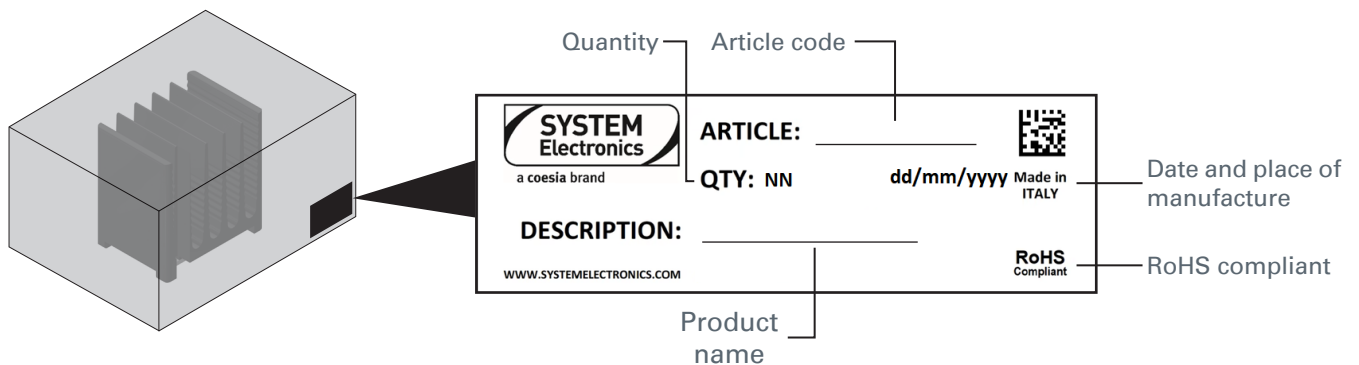 Quantity
Article code
SYSTEM
Electronics
a coesia brand
ARTICLE:
QTY: NN
dd/mm/yyyy
Made in
ITALY
Date and place of
manufacture
DESCRIPTION:
WWW.SYSTEMELECTRONICS.COM
RoHS
Compliant
RoHS compliant
Product
name